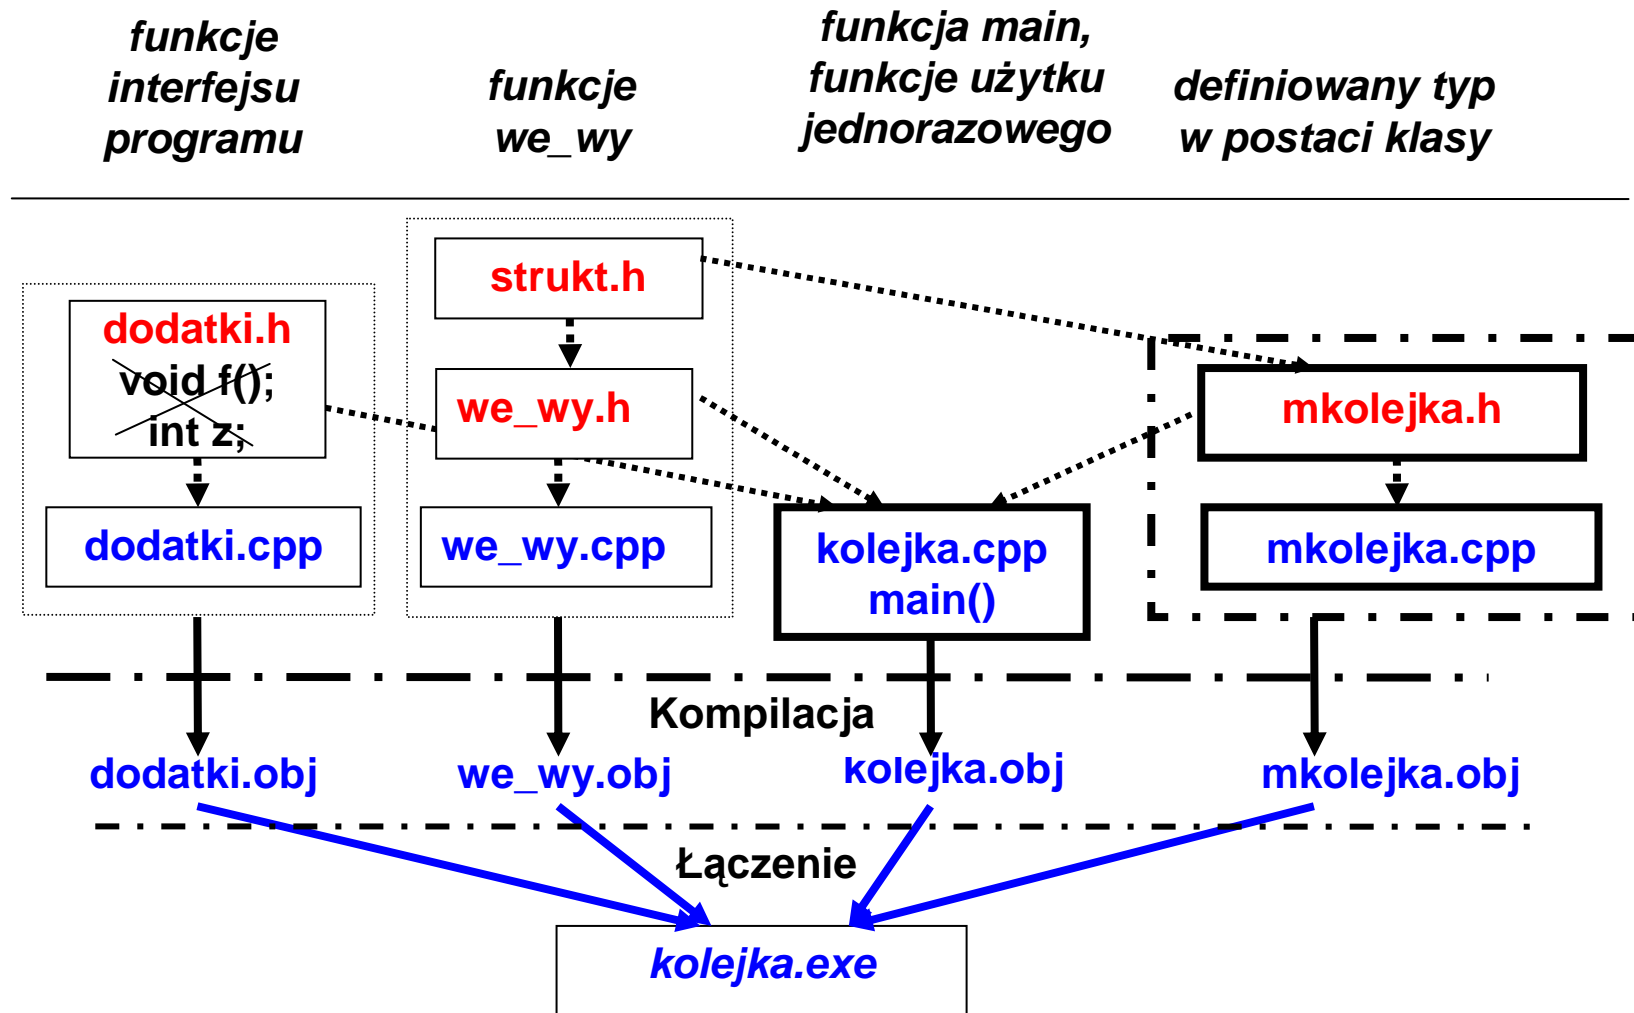 funkcje
interfejsu
programu
funkcje
we_wy
funkcja main,
funkcje użytku
jednorazowego
definiowany typ
w postaci klasy
strukt.h
dodatki.h
void f();
int z;
we_wy.h
mkolejka.h
dodatki.cpp
we_wy.cpp
kolejka.cpp
main()
mkolejka.cpp
Kompilacja
dodatki.obj
we_wy.obj
kolejka.obj
mkolejka.obj
Łączenie
kolejka.exe